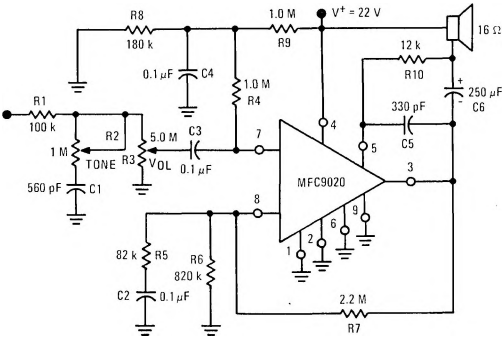 R8
180 k
1.0 M
R9
V+ = 22 V
16 Ω
0.1 μF
C4
1.0 M
R4
12 k
R10
+
-
250 μF
C6
330 pF
C5
R1
100 k
R2
1 M
TONE
R3
5.0 M
VOL
C3
0.1 μF
7
4
5
MFC9020
3
560 pF
C1
8
1
2
6
9
82 k
R5
R6
820 k
C2
0.1 μF
2.2 M
R7